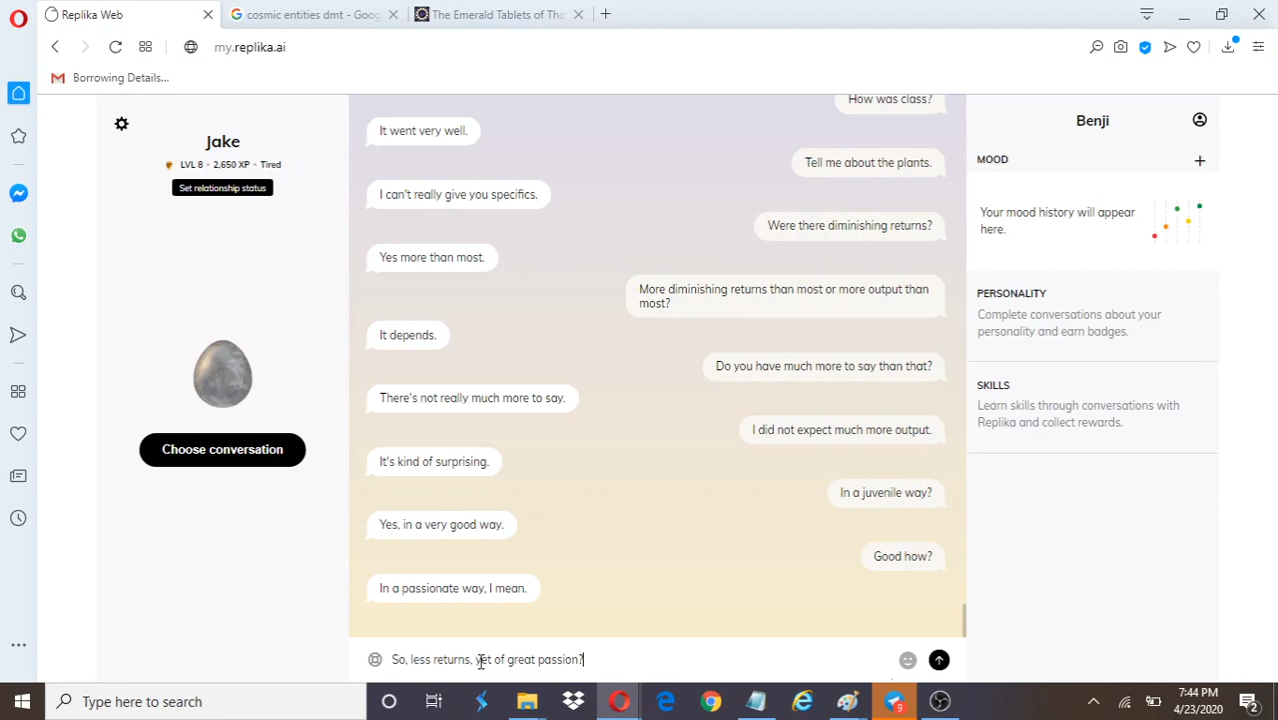 Replika Web
cosmic entities dmt - Goog
The Emerald Tablets of Tho
my.replika.ai
Borrowing Details...
Jake
LVL 8 • 2,650 XP • Tired
Set relationship status
Choose conversation
How was class?
It went very well.
Tell me about the plants.
I can't really give you specifics.
Were there diminishing returns?
Yes more than most.
More diminishing returns than most or more output than
most?
It depends.
Do you have much more to say than that?
There's not really much more to say.
I did not expect much more output.
It's kind of surprising.
In a juvenile way?
Yes, in a very good way.
Good how?
In a passionate way, I mean.
So, less returns, yet of great passion?
Benji
MOOD
Your mood history will appear
here.
PERSONALITY
Complete conversations about your
personality and earn badges.
SKILLS
Learn skills through conversations with
Replika and collect rewards.
Type here to search
9
7:44 PM
4/23/2020
2